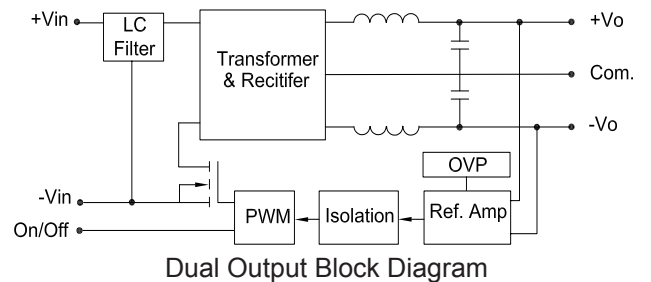 +Vin
LC
Filter
Transformer
& Recitifer
+Vo
Com.
-Vo
OVP
-Vin
On/Off
PWM
Isolation
Ref. Amp
Dual Output Block Diagram